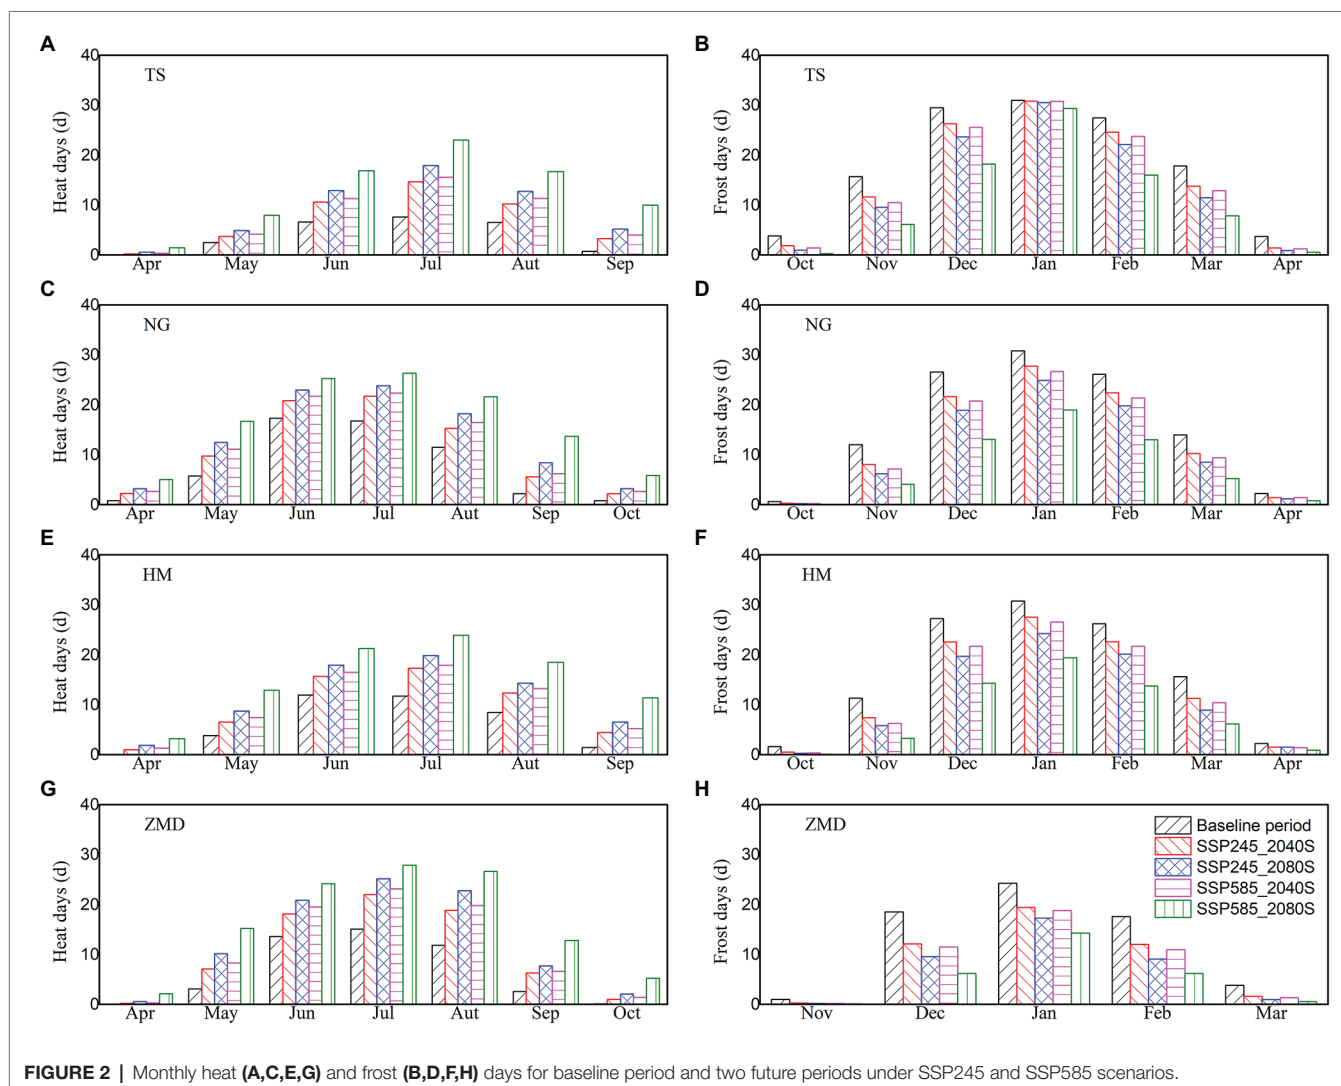 A
Heat days (d)
40
30
20
10
0
TS
Apr May Jun Jul Aut Sep
B
Frost days (d)
40
30
20
10
0
TS
Oct Nov Dec Jan Feb Mar Apr
C
Heat days (d)
40
30
20
10
0
NG
Apr May Jun Jul Aut Sep Oct
D
Frost days (d)
40
30
20
10
0
NG
Oct Nov Dec Jan Feb Mar Apr
E
Heat days (d)
40
30
20
10
0
HM
Apr May Jun Jul Aut Sep
F
Frost days (d)
40
30
20
10
0
HM
Oct Nov Dec Jan Feb Mar Apr
G
Heat days (d)
40
30
20
10
0
ZMD
Apr May Jun Jul Aut Sep Oct
H
Frost days (d)
40
30
20
10
0
ZMD
Baseline period
SSP245_2040S
SSP245_2080S
SSP585_2040S
SSP585_2080S
Nov Dec Jan Feb Mar
FIGURE 2 | Monthly heat (A,C,E,G) and frost (B,D,F,H) days for baseline period and two future periods under SSP245 and SSP585 scenarios.